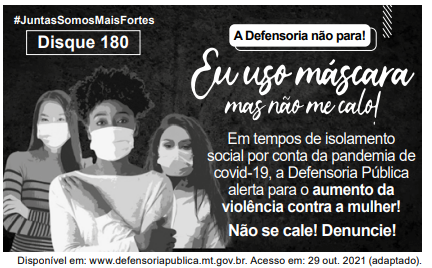 #JuntasSomosMaisFortes
Disque 180
A Defensoria não para!
Eu uso máscara
mas não me calo!
Em tempos de isolamento
social por conta da pandemia de
covid-19, a Defensoria Pública
alerta para o aumento da
violência contra a mulher!
Não se cale! Denuncie!
Disponível em: www.defensoriapublica.mt.gov.br. Acesso em: 29 out. 2021 (adaptado).